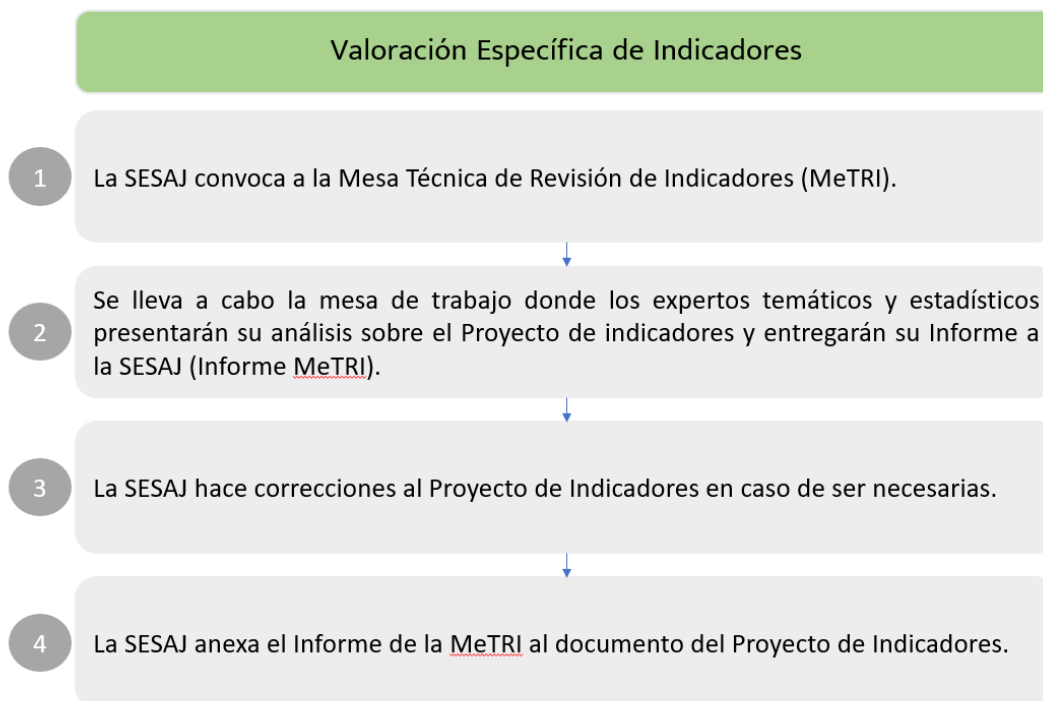 Valoración Específica de Indicadores
1
La SESAJ convoca a la Mesa Técnica de Revisión de Indicadores (MeTRI).
2
Se lleva a cabo la mesa de trabajo donde los expertos temáticos y estadísticos
presentarán su análisis sobre el Proyecto de indicadores y entregarán su Informe a
la SESAJ (Informe MeTRI).
3
La SESAJ hace correcciones al Proyecto de Indicadores en caso de ser necesarias.
4
La SESAJ anexa el Informe de la MeTRI al documento del Proyecto de Indicadores.